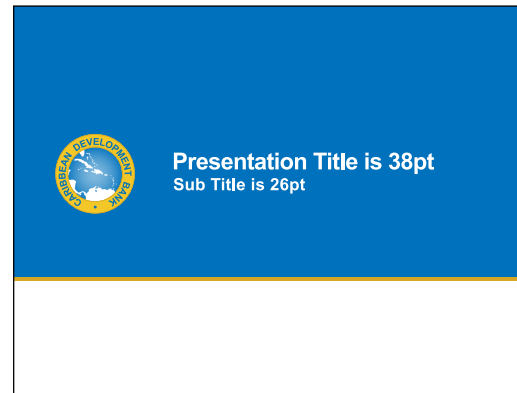 CARIBBEAN DEVELOPMENT BANK
Presentation Title is 38pt
Sub Title is 26pt